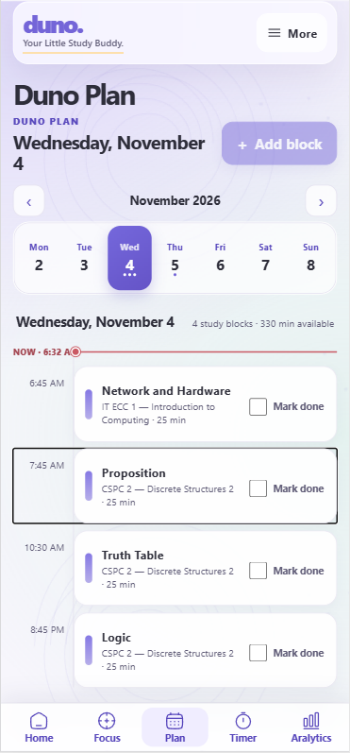 duno.
Your Little Study Buddy.
More
Duno Plan
DUNO PLAN
Wednesday, November
4
+ Add block
‹
November 2026
›
Mon Tue Wed Thu Fri Sat Sun
2 3 4 5 6 7 8
Wednesday, November 4
4 study blocks · 330 min available
NOW · 6:32 A
6:45 AM
Network and Hardware
IT ECC 1 — Introduction to
Computing · 25 min
Mark done
7:45 AM
Proposition
CSPC 2 — Discrete Structures 2
· 25 min
Mark done
10:30 AM
Truth Table
CSPC 2 — Discrete Structures 2
· 25 min
Mark done
8:45 PM
Logic
CSPC 2 — Discrete Structures 2
· 25 min
Mark done
Home Focus Plan Timer Analytics